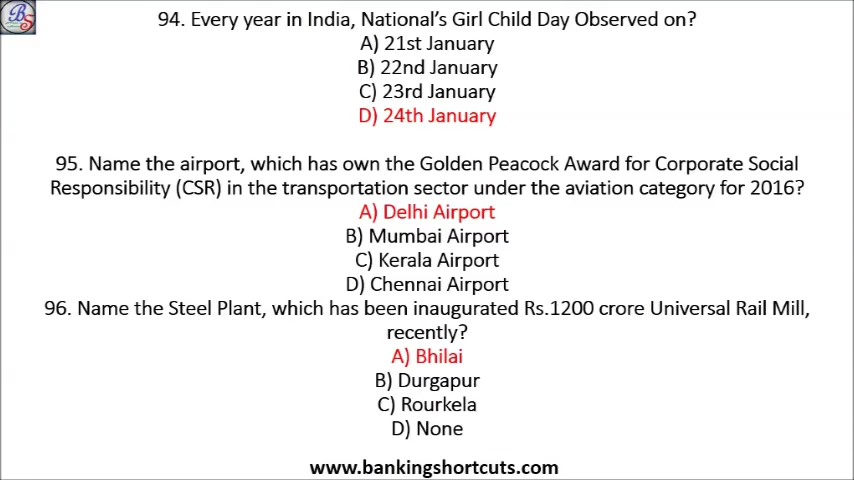 BS
94. Every year in India, National's Girl Child Day Observed on?
A) 21st January
B) 22nd January
C) 23rd January
D) 24th January
95. Name the airport, which has own the Golden Peacock Award for Corporate Social
Responsibility (CSR) in the transportation sector under the aviation category for 2016?
A) Delhi Airport
B) Mumbai Airport
C) Kerala Airport
D) Chennai Airport
96. Name the Steel Plant, which has been inaugurated Rs.1200 crore Universal Rail Mill,
recently?
A) Bhilai
B) Durgapur
C) Rourkela
D) None
www.bankingshortcuts.com